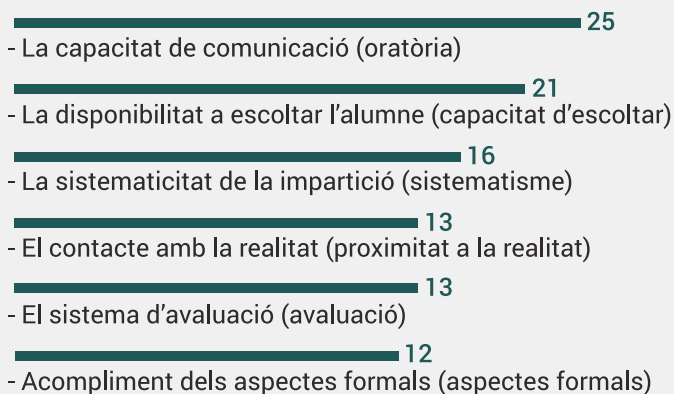 25
- La capacitat de comunicació (oratòria)
21
- La disponibilitat a escoltar l’alumne (capacitat d’escoltar)
16
- La sistematicitat de la impartició (sistematisme)
13
- El contacte amb la realitat (proximitat a la realitat)
13
- El sistema d’avaluació (avaluació)
12
- Acompliment dels aspectes formals (aspectes formals)